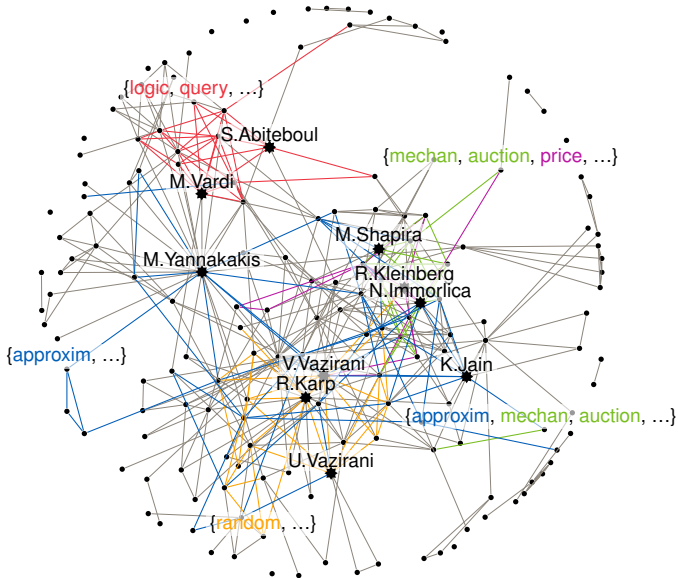 {logic, query, …}
S.Abiteboul
{mechan, auction, price, …}
M.Vardi
M.Shapira
M.Yannakakis
R.Kleinberg
N.Immorlica
{approxim, …}
V.Vazirani
K.Jain
R.Karp
{approxim, mechan, auction, …}
U.Vazirani
{random, …}